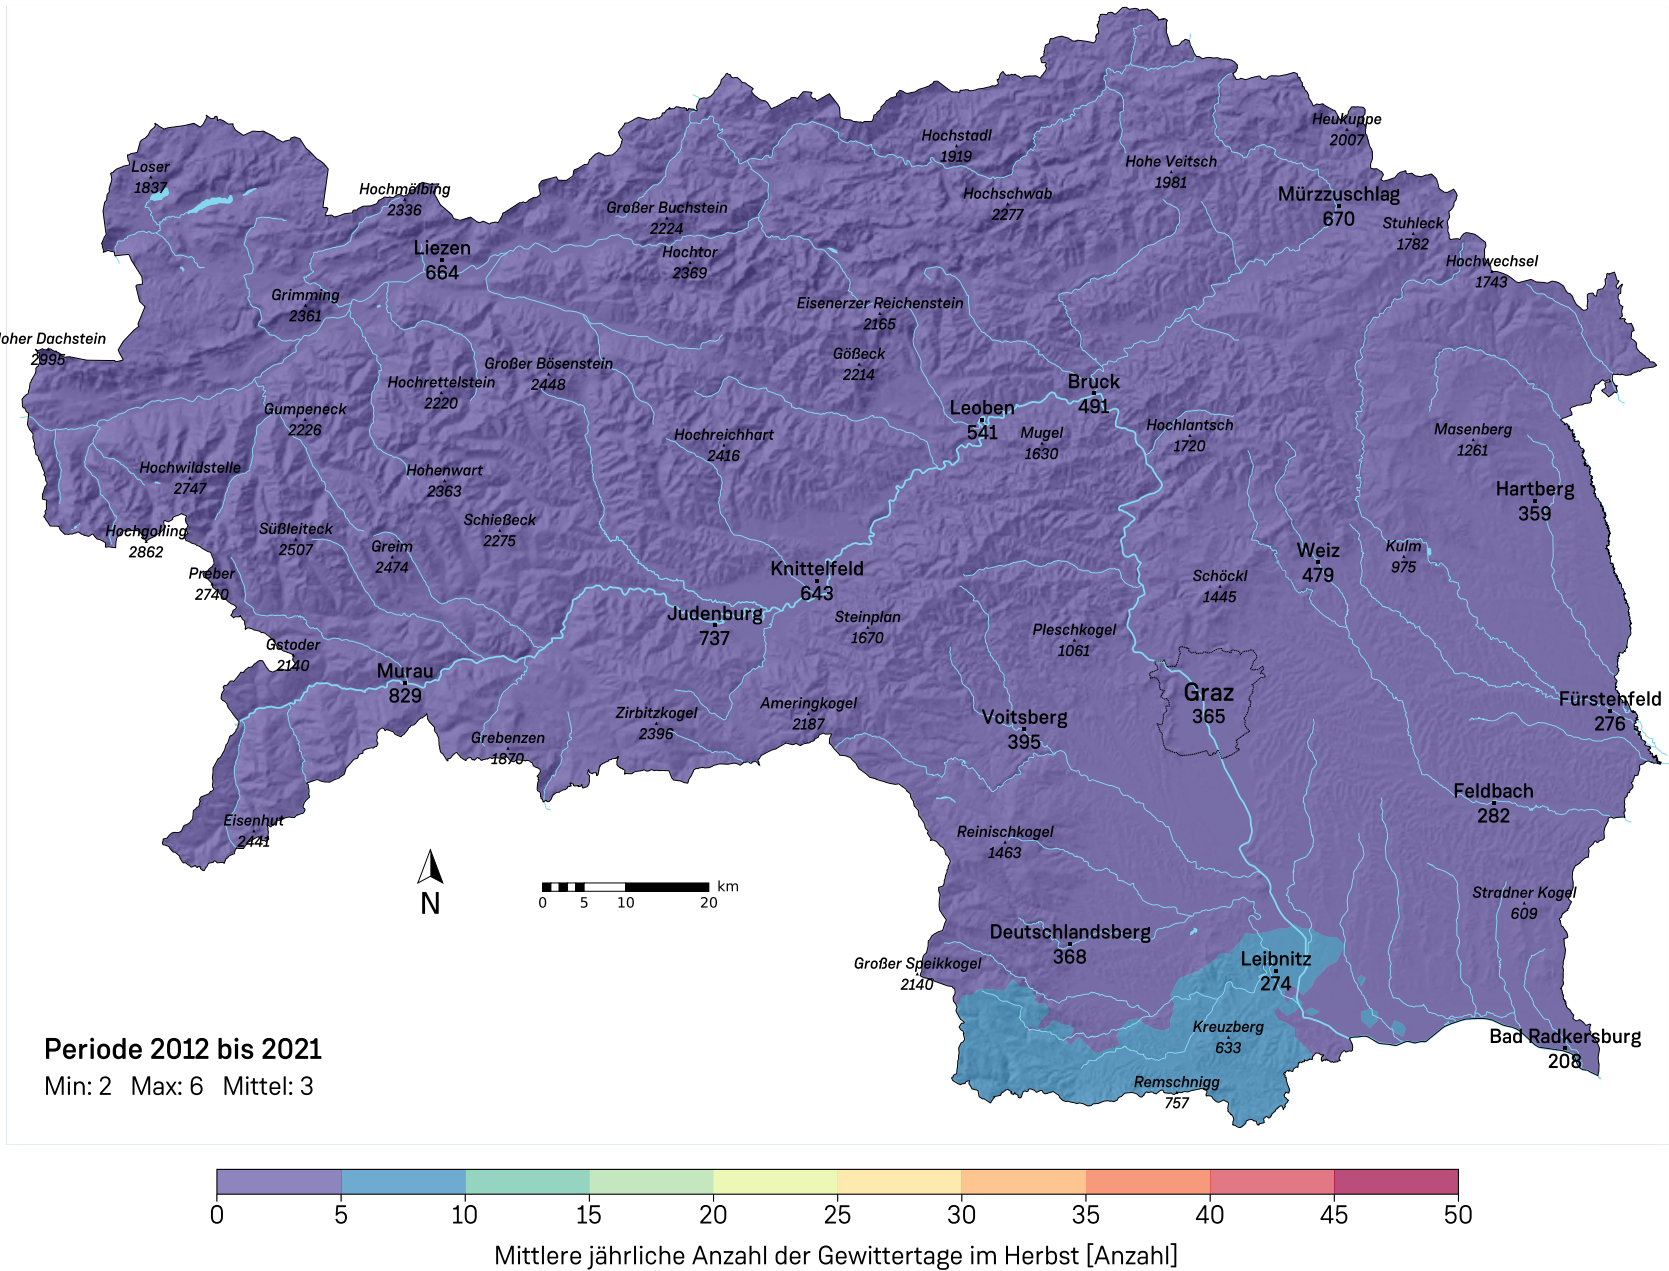 Heukuppe
2007
Hochstadl
1919
Loser
1837
Hohe Veitsch
1981
Hochmölbing
2336
Hochschwab
2277
Mürzzuschlag
670
Großer Buchstein
2224
Stuhleck
1782
Liezen
664
Hochtor
2369
Hochwechsel
1743
Grimming
2361
Eisenerzer Reichenstein
2165
oher Dachstein
2995
Gößeck
2214
Großer Bösenstein
2448
Hochrettelstein
2220
Bruck
491
Gumpeneck
2226
Leoben
541
Hochreichhart
2416
Mugel
1630
Hochlantsch
1720
Masenberg
1261
Hochwildstelle
2747
Hohenwart
2363
Hartberg
359
Schießeck
2275
Hochgolling
2862
Süßleiteck
2507
Greim
2474
Weiz
479
Kulm
975
Preber
2740
Knittelfeld
643
Schöckl
1445
Judenburg
737
Steinplan
1670
Pleschkogel
1061
Gstoder
2140
Murau
829
Graz
365
Ameringkogel
2187
Fürstenfeld
276
Zirbitzkogel
2396
Voitsberg
395
Grebenzen
1870
Feldbach
282
Eisenhut
2441
Reinischkogel
1463
N
km
0 5 10 20
Stradner Kogel
609
Deutschlandsberg
368
Großer Speikkogel
2140
Leibnitz
274
Kreuzberg
633
Bad Radkersburg
208
Remschnigg
757
Periode 2012 bis 2021
Min: 2 Max: 6 Mittel: 3
0 5 10 15 20 25 30 35 40 45 50
Mittlere jährliche Anzahl der Gewittertage im Herbst [Anzahl]